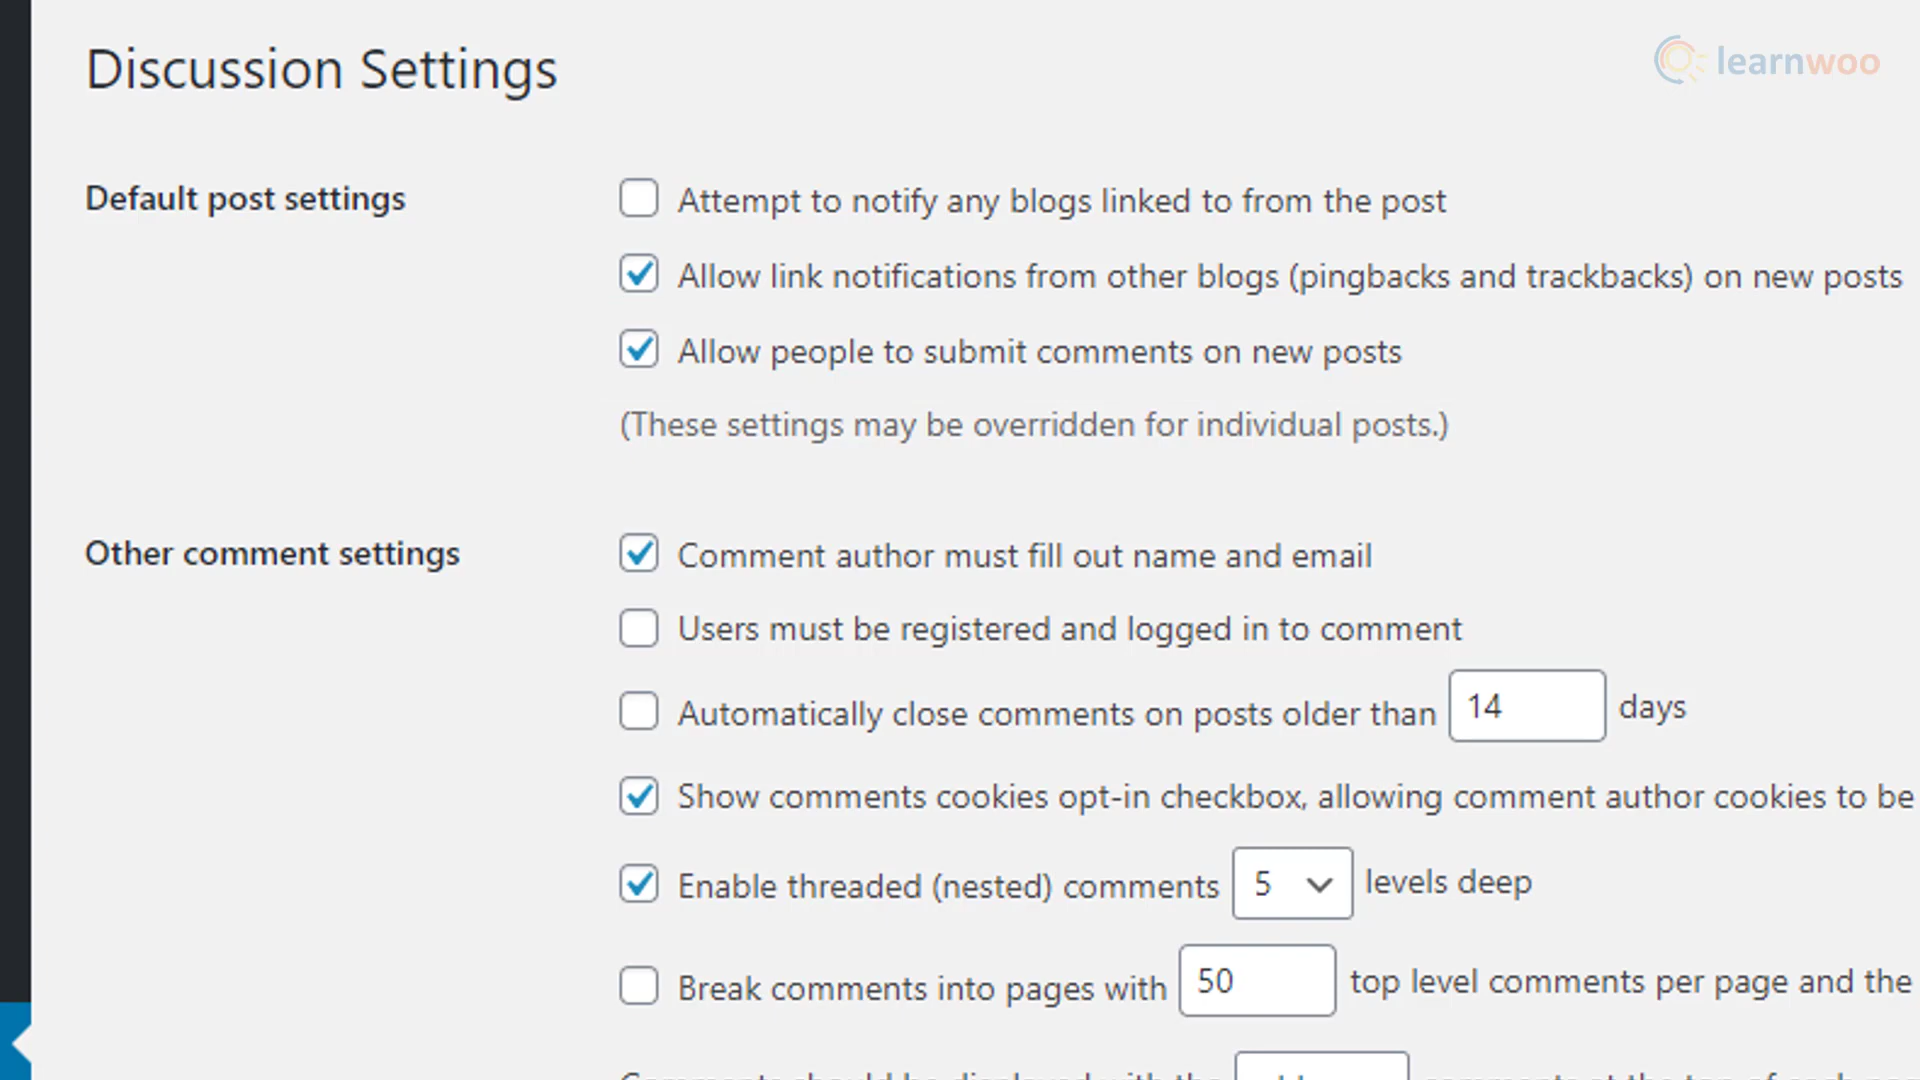 Discussion Settings
learnwoo
Default post settings
Attempt to notify any blogs linked to from the post
Allow link notifications from other blogs (pingbacks and trackbacks) on new posts
Allow people to submit comments on new posts
(These settings may be overridden for individual posts.)
Other comment settings
Comment author must fill out name and email
Users must be registered and logged in to comment
Automatically close comments on posts older than 14 days
Show comments cookies opt-in checkbox, allowing comment author cookies to be
Enable threaded (nested) comments 5 levels deep
Break comments into pages with 50 top level comments per page and the